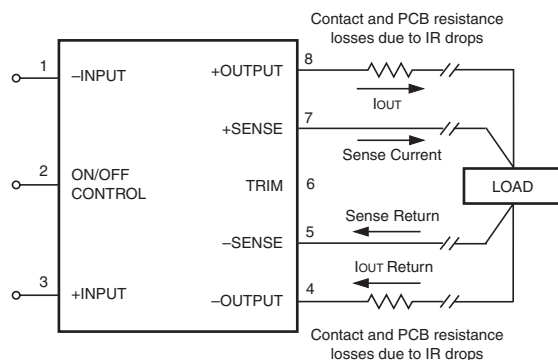 Contact and PCB resistance
losses due to IR drops
1
–INPUT
+OUTPUT
8
IOUT
+SENSE
7
Sense Current
2
ON/OFF
CONTROL
TRIM
6
LOAD
Sense Return
–SENSE
5
IOUT Return
3
+INPUT
–OUTPUT
4
Contact and PCB resistance
losses due to IR drops